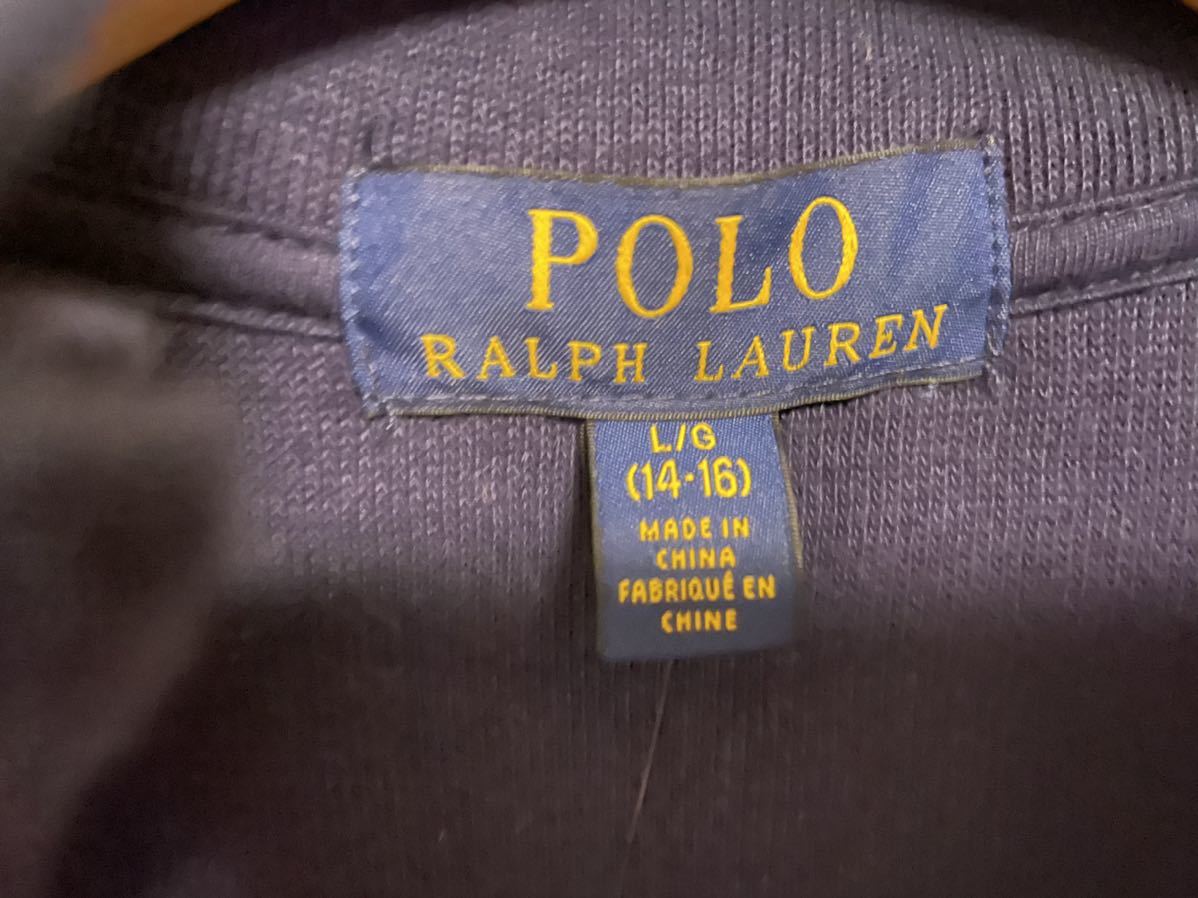 POLO
RALPH LAUREN
L/G
(14-16)
MADE IN
CHINA
FABRIQUÉ EN
CHINE